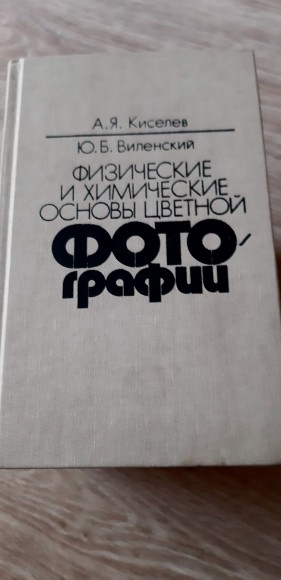 А.Я. Киселев
Ю.Б. Виленский
ФИЗИЧЕСКИЕ
И ХИМИЧЕСКИЕ
ОСНОВЫ ЦВЕТНОЙ
ФОТО/
графии